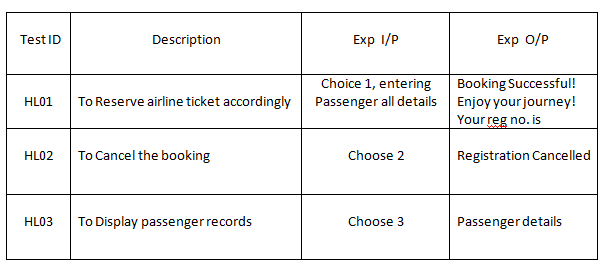 Test ID Description Exp I/P Exp O/P
HL01 To Reserve airline ticket accordingly Choice 1, entering Passenger all details Booking Successful! Enjoy your journey! Your reg no. is
HL02 To Cancel the booking Choose 2 Registration Cancelled
HL03 To Display passenger records Choose 3 Passenger details